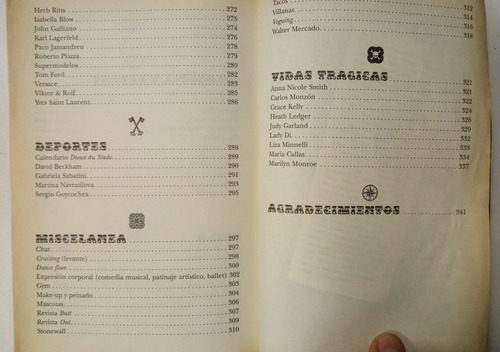 Herb Ritts 272
Isabella Blow 273
John Galliano 274
Karl Lagerfeld 276
Paco Jamandreu 278
Roberto Piazza 279
Supermodelos 281
Tom Ford 282
Versace 283
Viktor & Rolf 285
Yves Saint Laurent 286
DEPORTES 289
Calendario Dieux du Stade 289
David Beckham 290
Gabriela Sabatini 291
Martina Navratilova 293
Sergio Goycochea 295
MISCELANEA 297
Chat 297
Cruising (levante) 298
Dance floor 300
Expresión corporal (comedia musical, patinaje artístico, ballet) 302
Gym 303
Make-up y peinado 304
Mascotas 306
Revista Butt 307
Revista Out 309
Stonewall 310
Tacos 312
Villanas 314
Voguing 316
Walter Mercado 318
VIDAS TRAGICAS 321
Anna Nicole Smith 321
Carlos Monzón 322
Grace Kelly 324
Heath Ledger 326
Judy Garland 329
Lady Di 332
Liza Minnelli 333
Maria Callas 334
Marilyn Monroe 337
AGRADECIMIENTOS 341